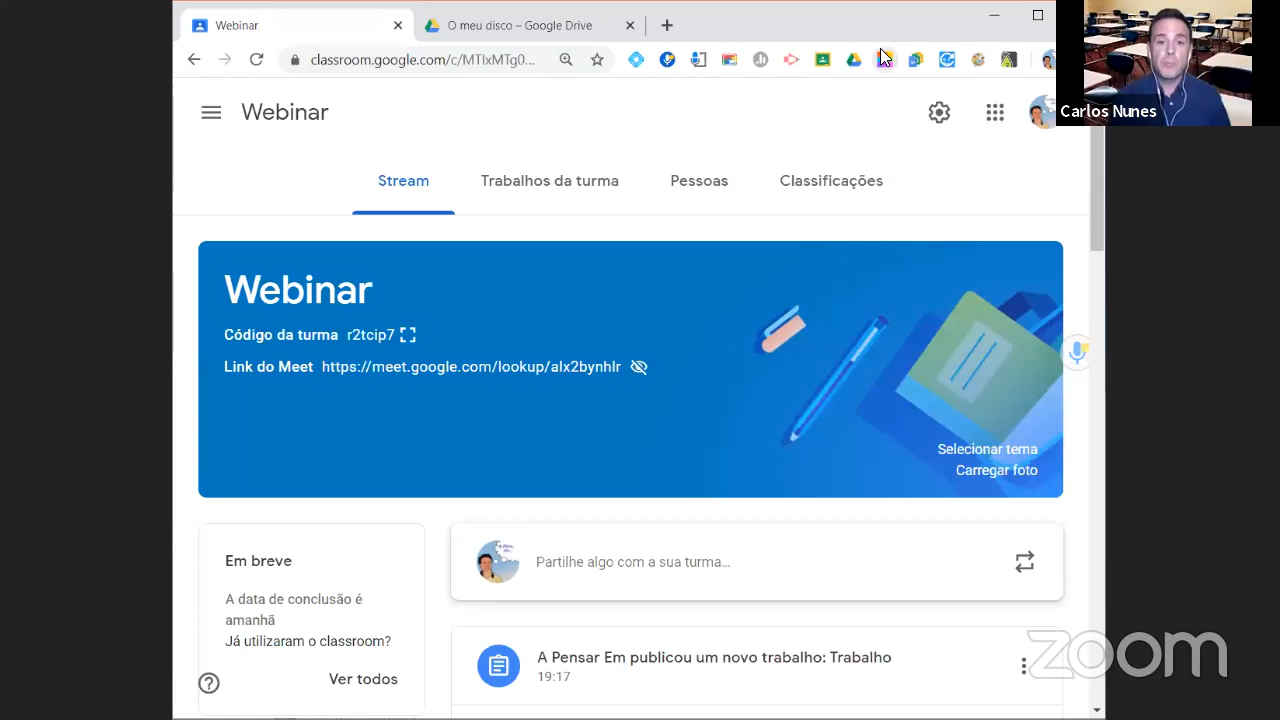 Webinar
O meu disco – Google Drive
classroom.google.com/c/MTIxMTg0...
Carlos Nunes
Webinar
Stream
Trabalhos da turma
Pessoas
Classificações
Webinar
Código da turma r2tcip7
Link do Meet https://meet.google.com/lookup/alx2bynhlr
Selecionar tema
Carregar foto
Em breve
A data de conclusão é
amanhã
Já utilizaram o classroom?
Ver todos
Partilhe algo com a sua turma...
A Pensar Em publicou um novo trabalho: Trabalho
19:17
zoom